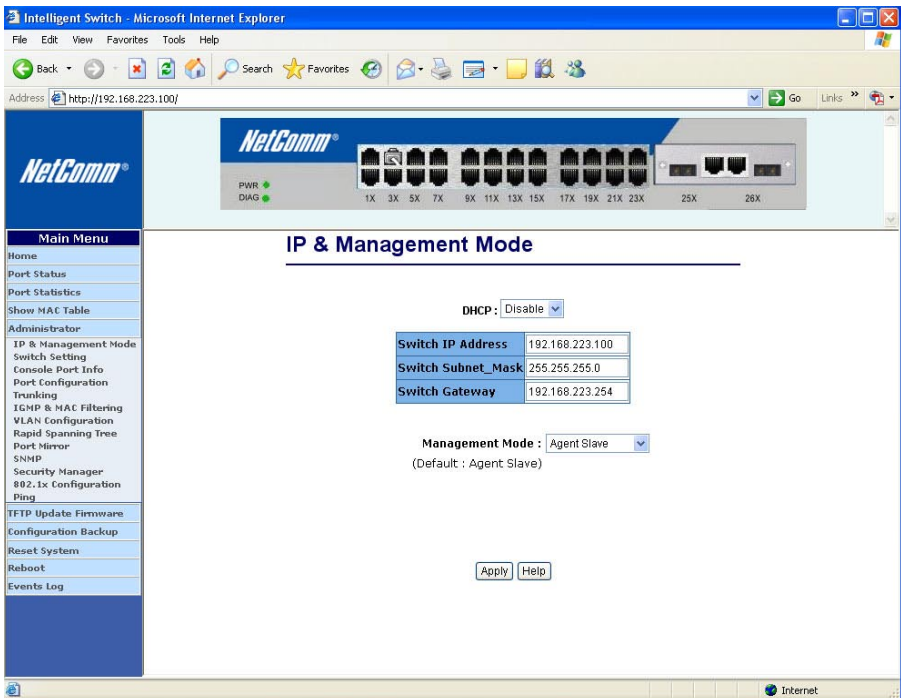 Intelligent Switch - Microsoft Internet Explorer
File Edit View Favorites Tools Help
Back Search Favorites
Address http://192.168.223.100/ Go Links »
NetComm®
NetComm®
PWR
DIAG
1X 3X 5X 7X 9X 11X 13X 15X 17X 19X 21X 23X 25X 26X
Main Menu
Home
Port Status
Port Statistics
Show MAC Table
Administrator
IP & Management Mode
Switch Setting
Console Port Info
Port Configuration
Trunking
IGMP & MAC Filtering
VLAN Configuration
Rapid Spanning Tree
Port Mirror
SNMP
Security Manager
802.1x Configuration
Ping
TFTP Update Firmware
Configuration Backup
Reset System
Reboot
Events Log
IP & Management Mode
DHCP : Disable
Switch IP Address 192.168.223.100
Switch Subnet_Mask 255.255.255.0
Switch Gateway 192.168.223.254
Management Mode : Agent Slave
(Default : Agent Slave)
Apply Help
Internet